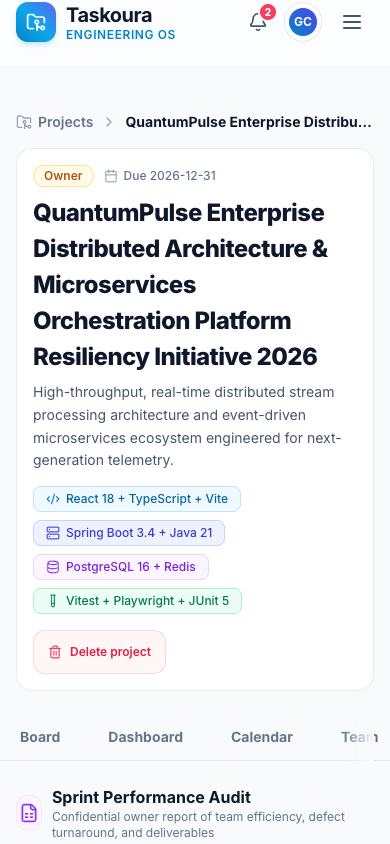 Taskoura
ENGINEERING OS
2
GC
Projects
QuantumPulse Enterprise Distribu...
Owner
Due 2026-12-31
QuantumPulse Enterprise
Distributed Architecture &
Microservices
Orchestration Platform
Resiliency Initiative 2026
High-throughput, real-time distributed stream
processing architecture and event-driven
microservices ecosystem engineered for next-
generation telemetry.
React 18 + TypeScript + Vite
Spring Boot 3.4 + Java 21
PostgreSQL 16 + Redis
Vitest + Playwright + JUnit 5
Delete project
Board Dashboard Calendar Team
Sprint Performance Audit
Confidential owner report of team efficiency, defect
turnaround, and deliverables